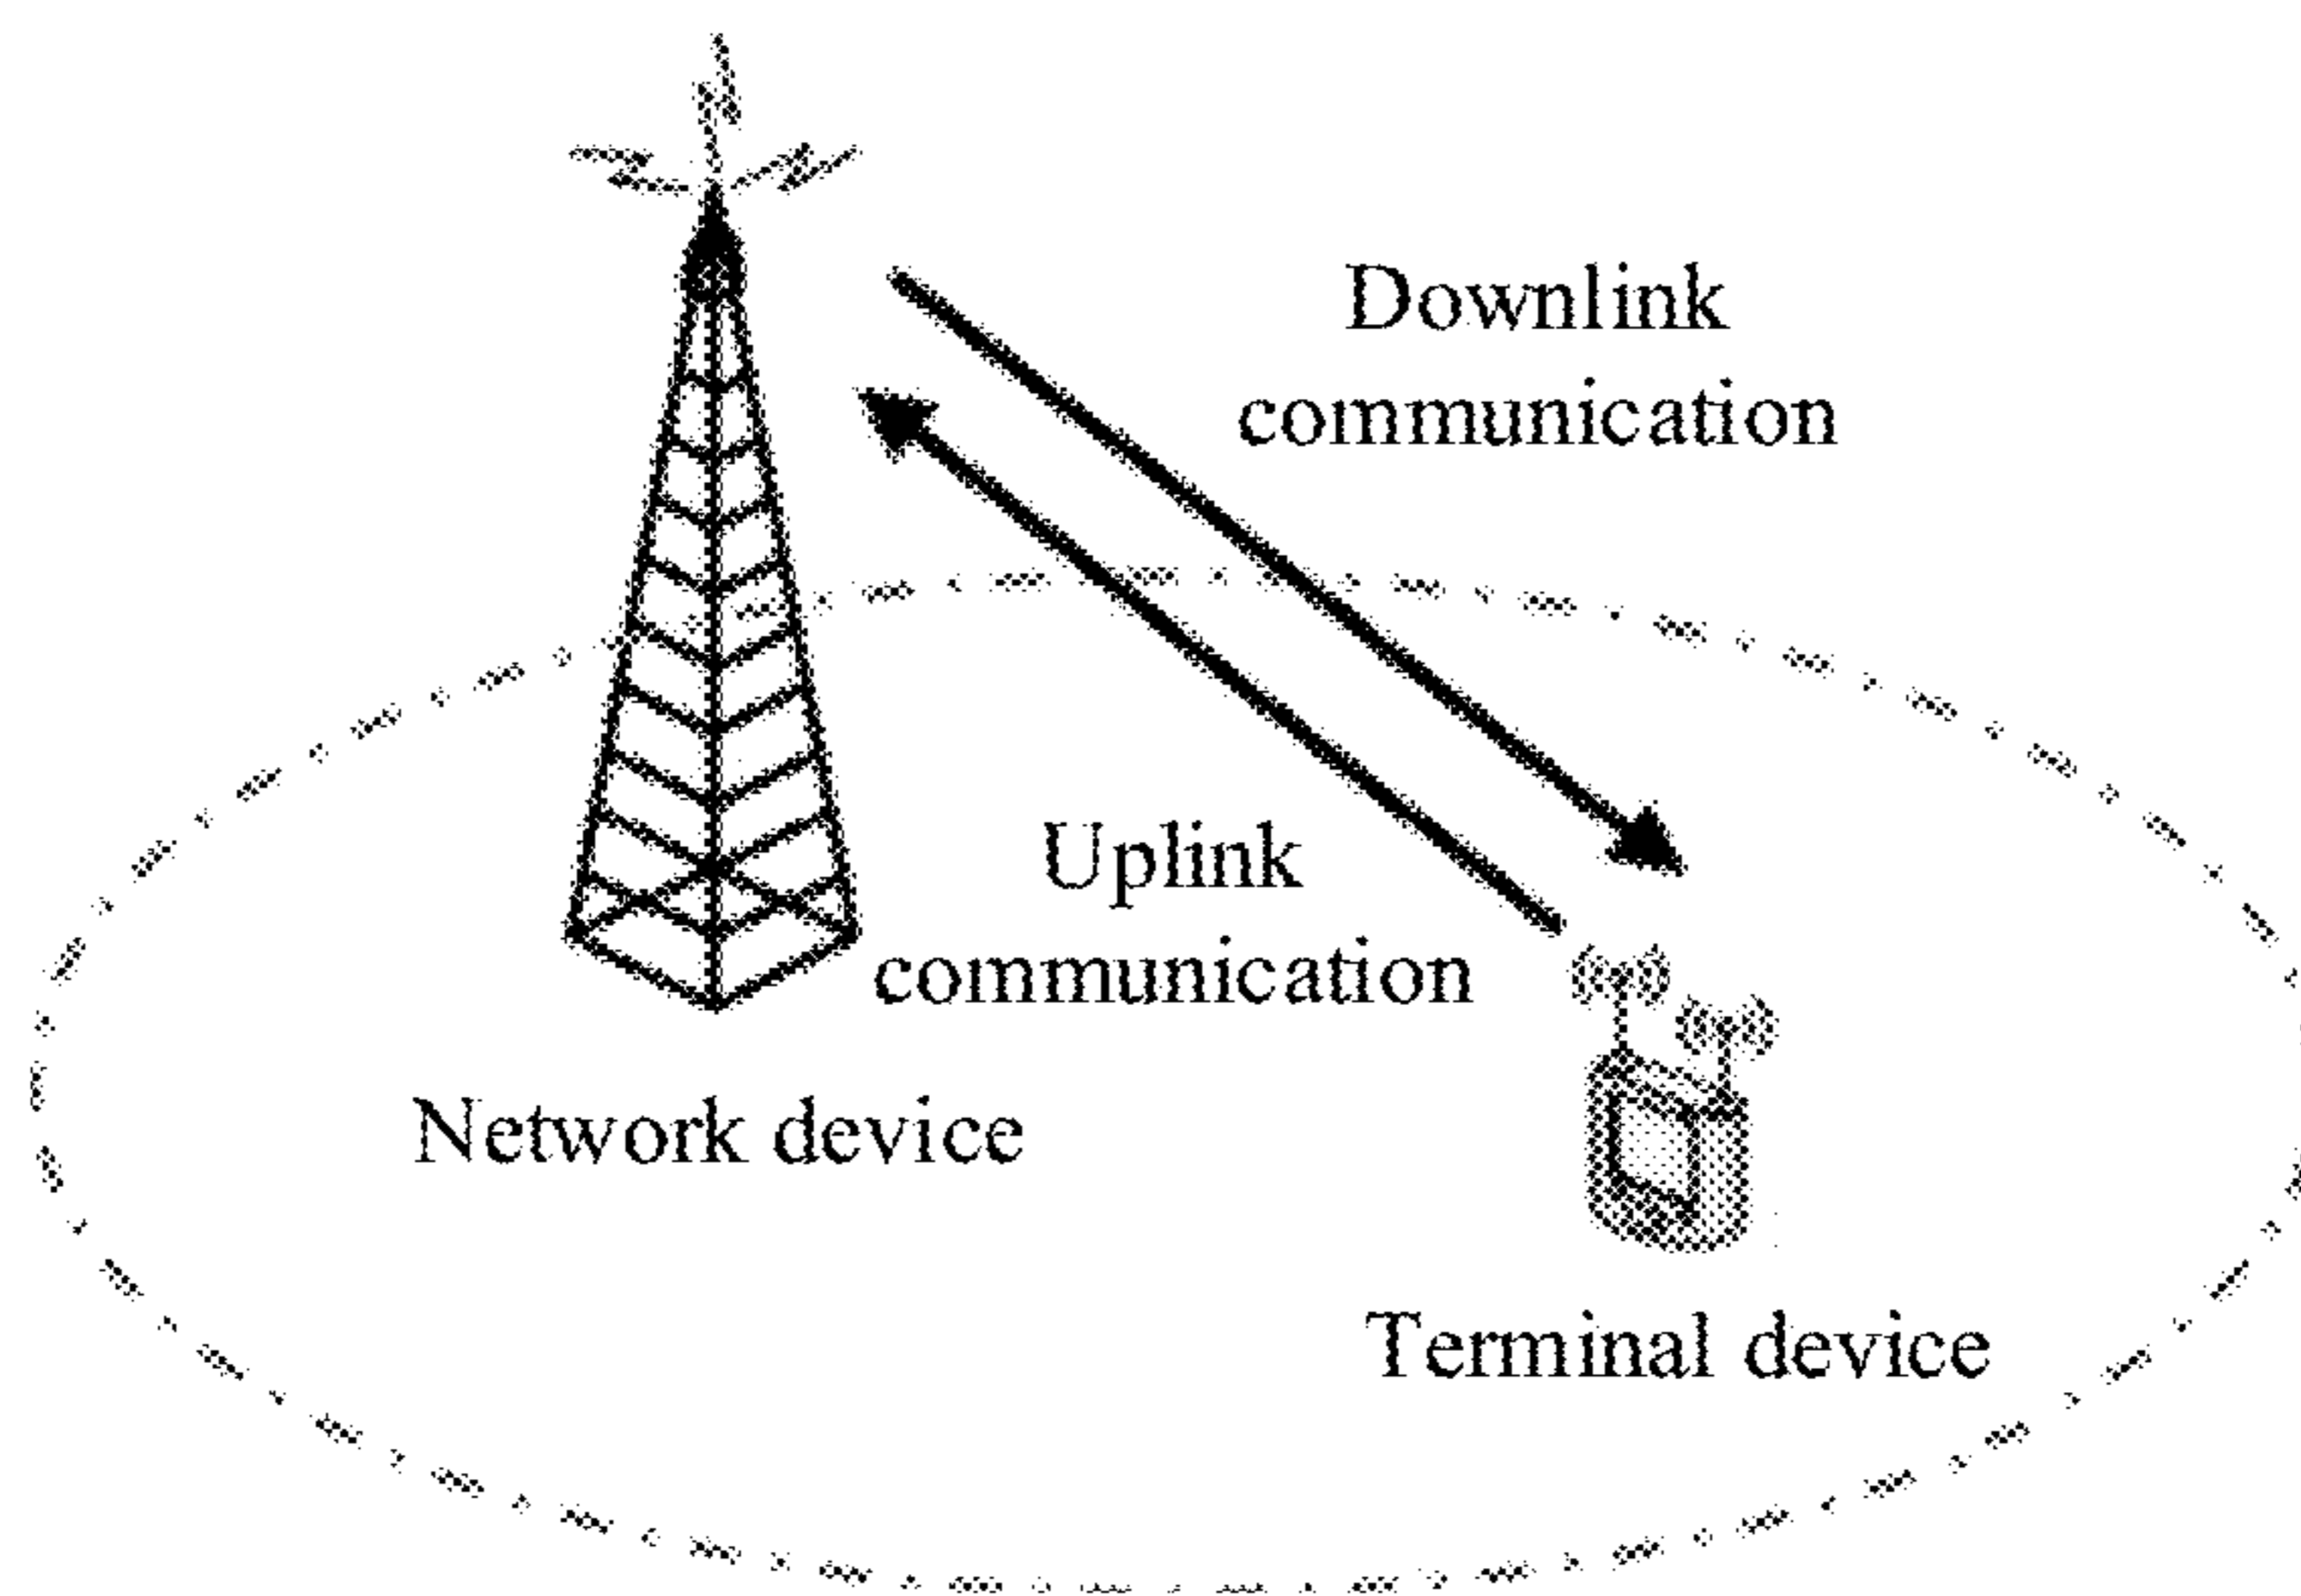 Downlink
communication
Uplink
communication
Network device
Terminal device